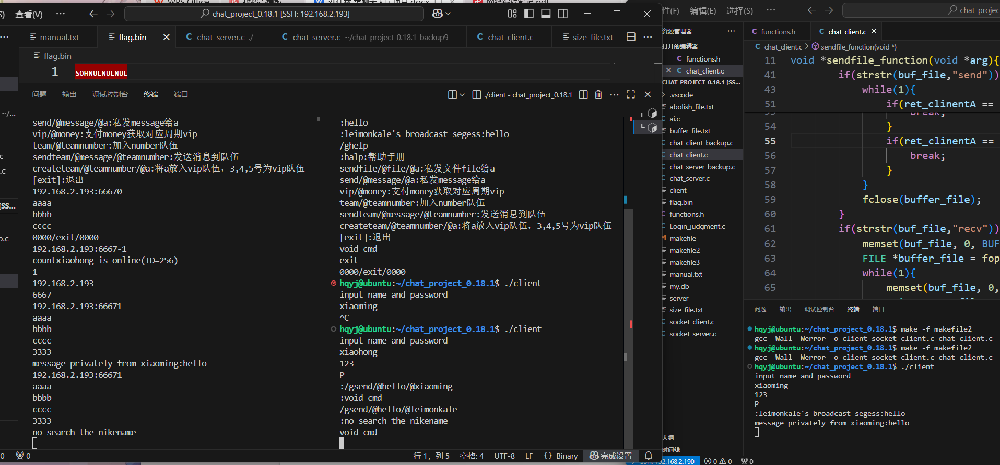 查看(V)
chat_project_0.18.1 [SSH: 192.168.2.193]
manual.txt
flag.bin
chat_server.c ./
chat_server.c ~/chat_project_0.18.1_backup9
chat_client.c
size_file.txt
flag.bin
1
SOHNULNULNUL
问题
输出
调试控制台
终端
端口
./client - chat_project_0.18.1
send/@message/@a:私发message给a
vip/@money:支付money获取对应周期vip
team/@teamnumber:加入number队伍
sendteam/@message/@teamnumber:发送消息到队伍
createteam/@teamnumber/@a:将a放入vip队伍，3,4,5号为vip队伍
[exit]:退出
192.168.2.193:66670
aaaa
bbbb
cccc
0000/exit/0000
192.168.2.193:6667-1
countxiaohong is online(ID=256)
1
192.168.2.193
6667
192.168.2.193:66671
aaaa
bbbb
cccc
3333
message privately from xiaoming:hello
192.168.2.193:66671
aaaa
bbbb
cccc
3333
no search the nikename
:hello
:leimonkale's broadcast segess:hello
/ghelp
:halp:帮助手册
sendfile/@file/@a:私发文件file给a
send/@message/@a:私发message给a
vip/@money:支付money获取对应周期vip
team/@teamnumber:加入number队伍
sendteam/@message/@teamnumber:发送消息到队伍
createteam/@teamnumber/@a:将a放入vip队伍，3,4,5号为vip队伍
[exit]:退出
void cmd
exit
0000/exit/0000
hqyj@ubuntu:~/chat_project_0.18.1$ ./client
input name and password
xiaoming
^C
hqyj@ubuntu:~/chat_project_0.18.1$ ./client
input name and password
xiaohong
123
P
:/gsend/@hello/@xiaoming
:void cmd
/gsend/@hello/@leimonkale
:no search the nikename
void cmd
0
行 1，列 5
空格: 4
UTF-8
LF
{} Binary
完成设置
件(F)
编辑(E)
选择(S)
chat_projec
资源管理器
打开的编辑器
functions.h
chat_client.c
CHAT_PROJECT_0.18.1 [SS...
.vscode
abolish_file.txt
ai.c
buffer_file.txt
chat_client_backup.c
chat_client.c
chat_server_backup.c
chat_server.c
client
flag.bin
functions.h
Login_judgment.c
makefile
makefile2
makefile3
manual.txt
my.db
server
size_file.txt
socket_client.c
socket_server.c
大纲
时间线
functions.h
chat_client.c
chat_client.c > sendfile_function(void *)
11 void *sendfile_function(void *arg){
41 if(strstr(buf_file,"send"))
43 while(1){
51 if(ret_clinentA ==
break;
54 }
55 if(ret_clinentA ==
56 break;
57 }
58 }
59 fclose(buffer_file);
60 }
61 if(strstr(buf_file,"recv"))
62 memset(buf_file, 0, BUF
63 FILE *buffer_file = fop
64 while(1){
65 memset(buf_file, 0,
问题
输出
调试控制台
终端
端口
hqyj@ubuntu:~/chat_project_0.18.1$ make -f makefile2
gcc -Wall -Werror -o client socket_client.c chat_client.c -
hqyj@ubuntu:~/chat_project_0.18.1$ make -f makefile2
gcc -Wall -Werror -o client socket_client.c chat_client.c -
hqyj@ubuntu:~/chat_project_0.18.1$ ./client
input name and password
xiaoming
123
P
:leimonkale's broadcast segess:hello
message privately from xiaoming:hello
SSH: 192.168.2.190
0
0
0